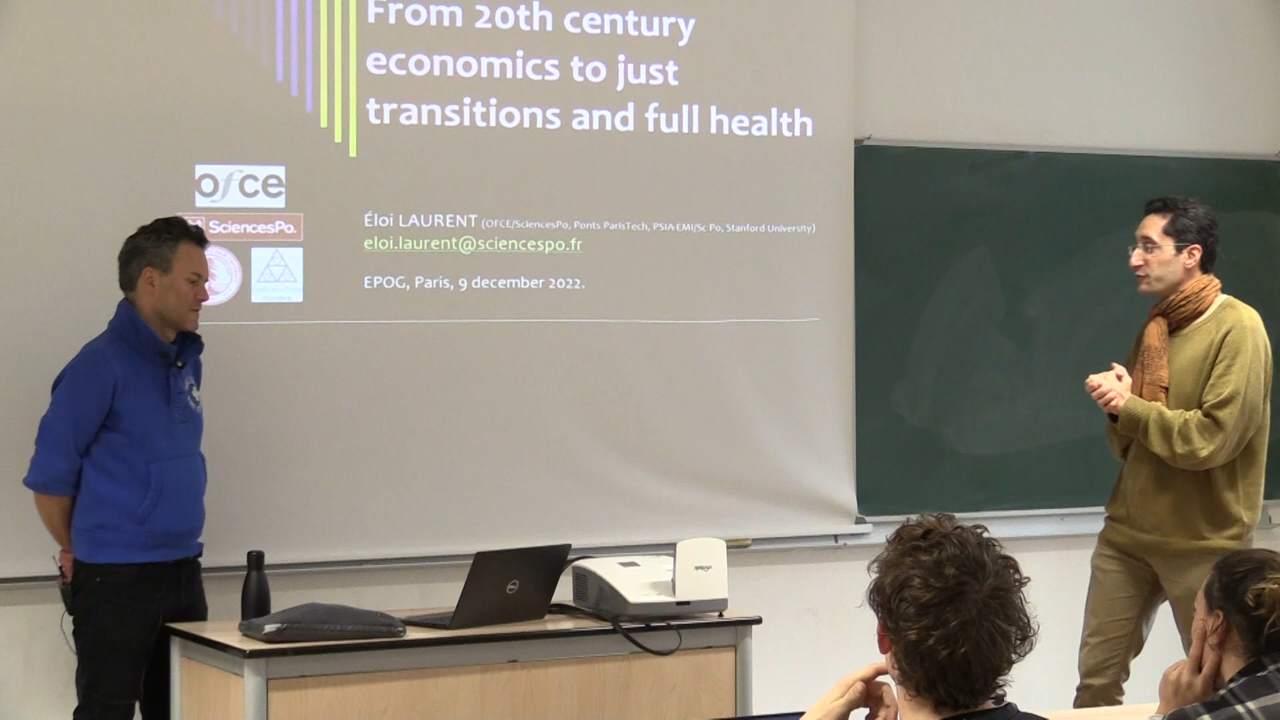 From 20th century
economics to just
transitions and full health
ofce
SciencesPo.
Éloi LAURENT (OFCE/SciencesPo, Ponts ParisTech, PSIA-EMI/Sc Po, Stanford University)
eloi.laurent@sciencespo.fr
EPOG, Paris, 9 december 2022.
DELL